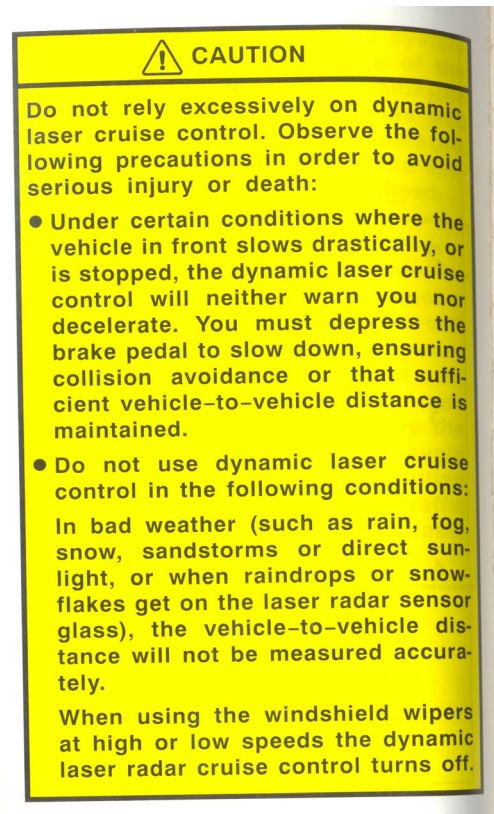 CAUTION
Do not rely excessively on dynamic
laser cruise control. Observe the fol-
lowing precautions in order to avoid
serious injury or death:
● Under certain conditions where the
vehicle in front slows drastically, or
is stopped, the dynamic laser cruise
control will neither warn you nor
decelerate. You must depress the
brake pedal to slow down, ensuring
collision avoidance or that suffi-
cient vehicle–to–vehicle distance is
maintained.
● Do not use dynamic laser cruise
control in the following conditions:
In bad weather (such as rain, fog,
snow, sandstorms or direct sun-
light, or when raindrops or snow-
flakes get on the laser radar sensor
glass), the vehicle–to–vehicle dis-
tance will not be measured accura-
tely.
When using the windshield wipers
at high or low speeds the dynamic
laser radar cruise control turns off.